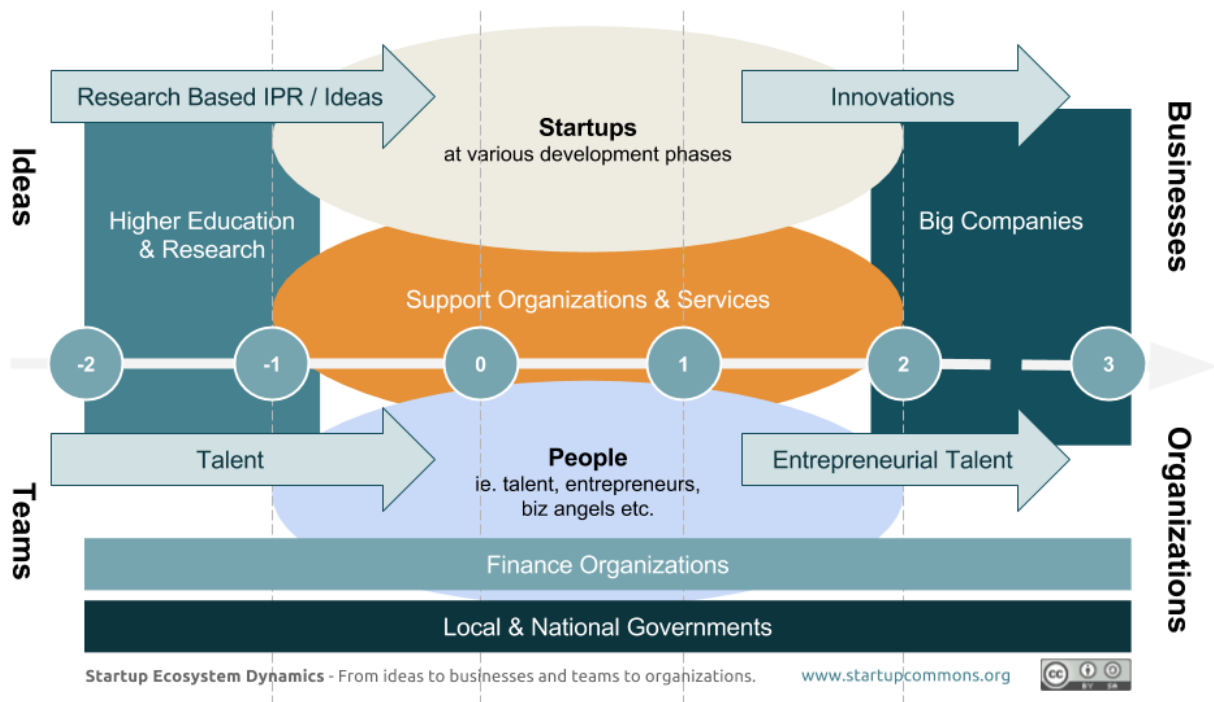 Research Based IPR / Ideas
Innovations
Startups
at various development phases
Ideas
Businesses
Higher Education
& Research
Big Companies
Support Organizations & Services
-2
-1
0
1
2
3
Talent
People
ie. talent, entrepreneurs,
biz angels etc.
Entrepreneurial Talent
Teams
Organizations
Finance Organizations
Local & National Governments
Startup Ecosystem Dynamics - From ideas to businesses and teams to organizations.
www.startupcommons.org
cc
BY SA